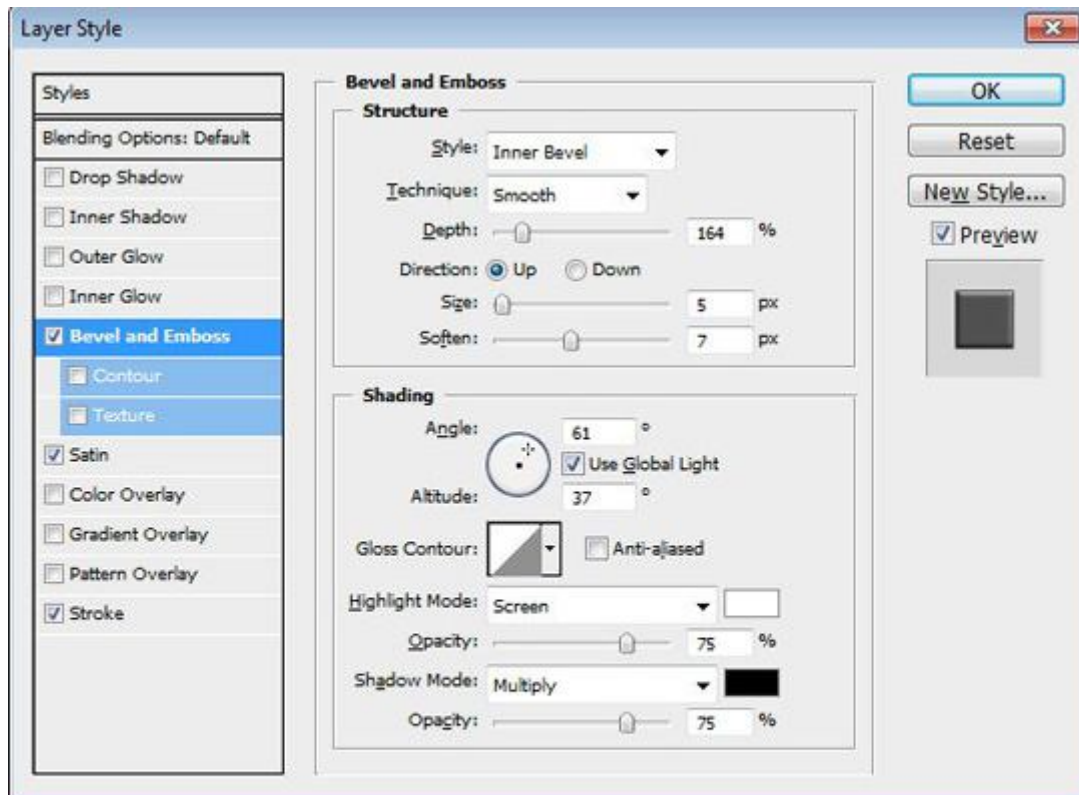 Layer Style
Styles
Blending Options: Default
Drop Shadow
Inner Shadow
Outer Glow
Inner Glow
Bevel and Emboss
Contour
Texture
Satin
Color Overlay
Gradient Overlay
Pattern Overlay
Stroke
Bevel and Emboss
Structure
Style: Inner Bevel
Technique: Smooth
Depth: 164 %
Direction: Up Down
Size: 5 px
Soften: 7 px
Shading
Angle: 61 °
Use Global Light
Altitude: 37 °
Gloss Contour: Anti-aliased
Highlight Mode: Screen
Opacity: 75 %
Shadow Mode: Multiply
Opacity: 75 %
OK
Reset
New Style...
Preview